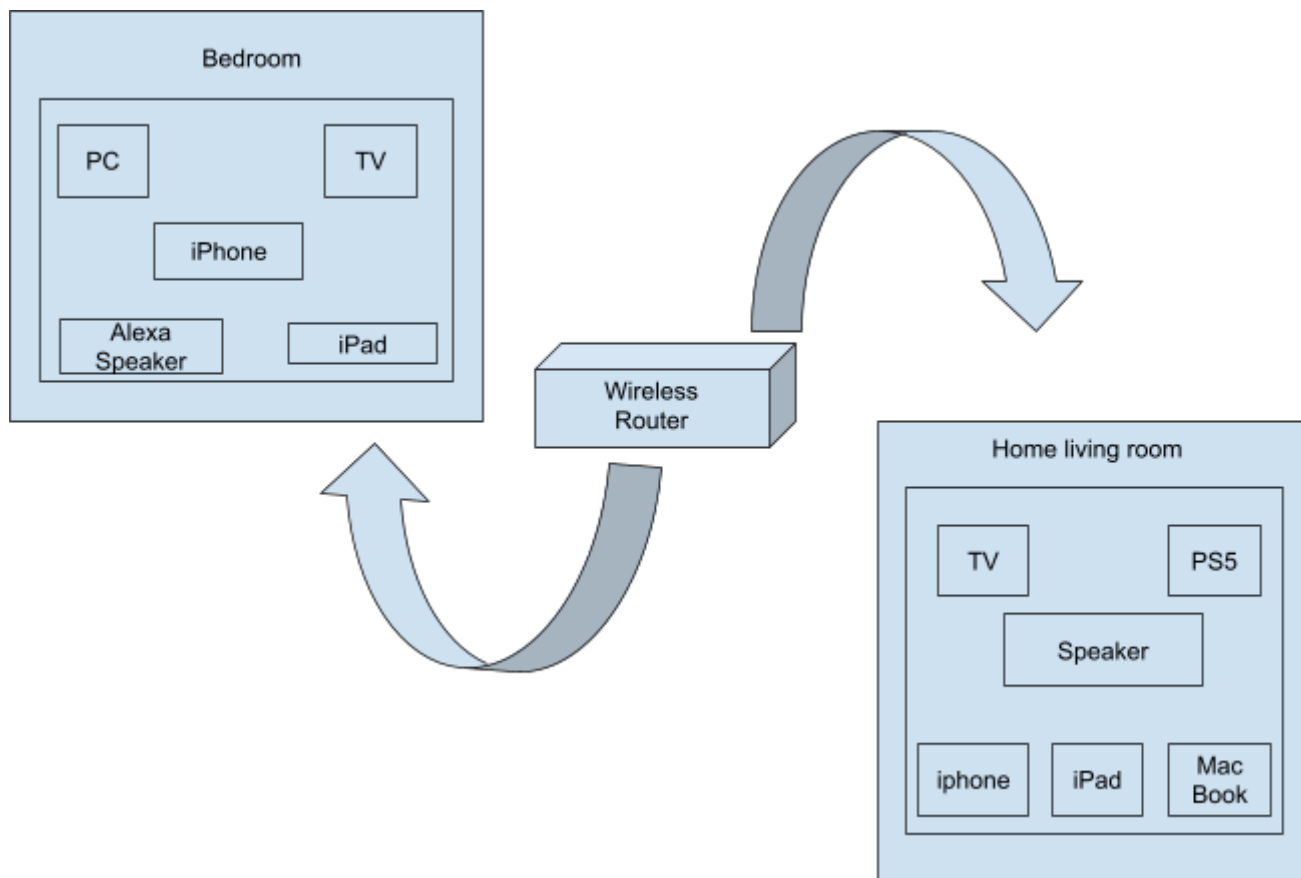 Bedroom
PC
TV
iPhone
Alexa
Speaker
iPad
Wireless
Router
Home living room
TV
PS5
Speaker
iphone
iPad
Mac
Book